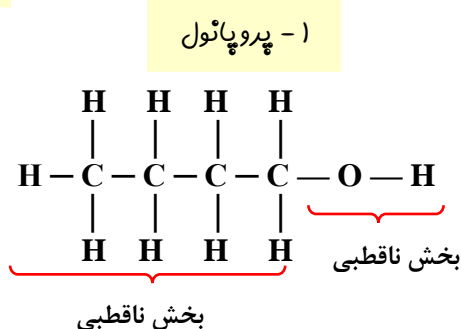 ۱ - پروپانول
H H H H
H – C – C – C – C — O — H
H H H H
بخش ناقطبی
بخش ناقطبی